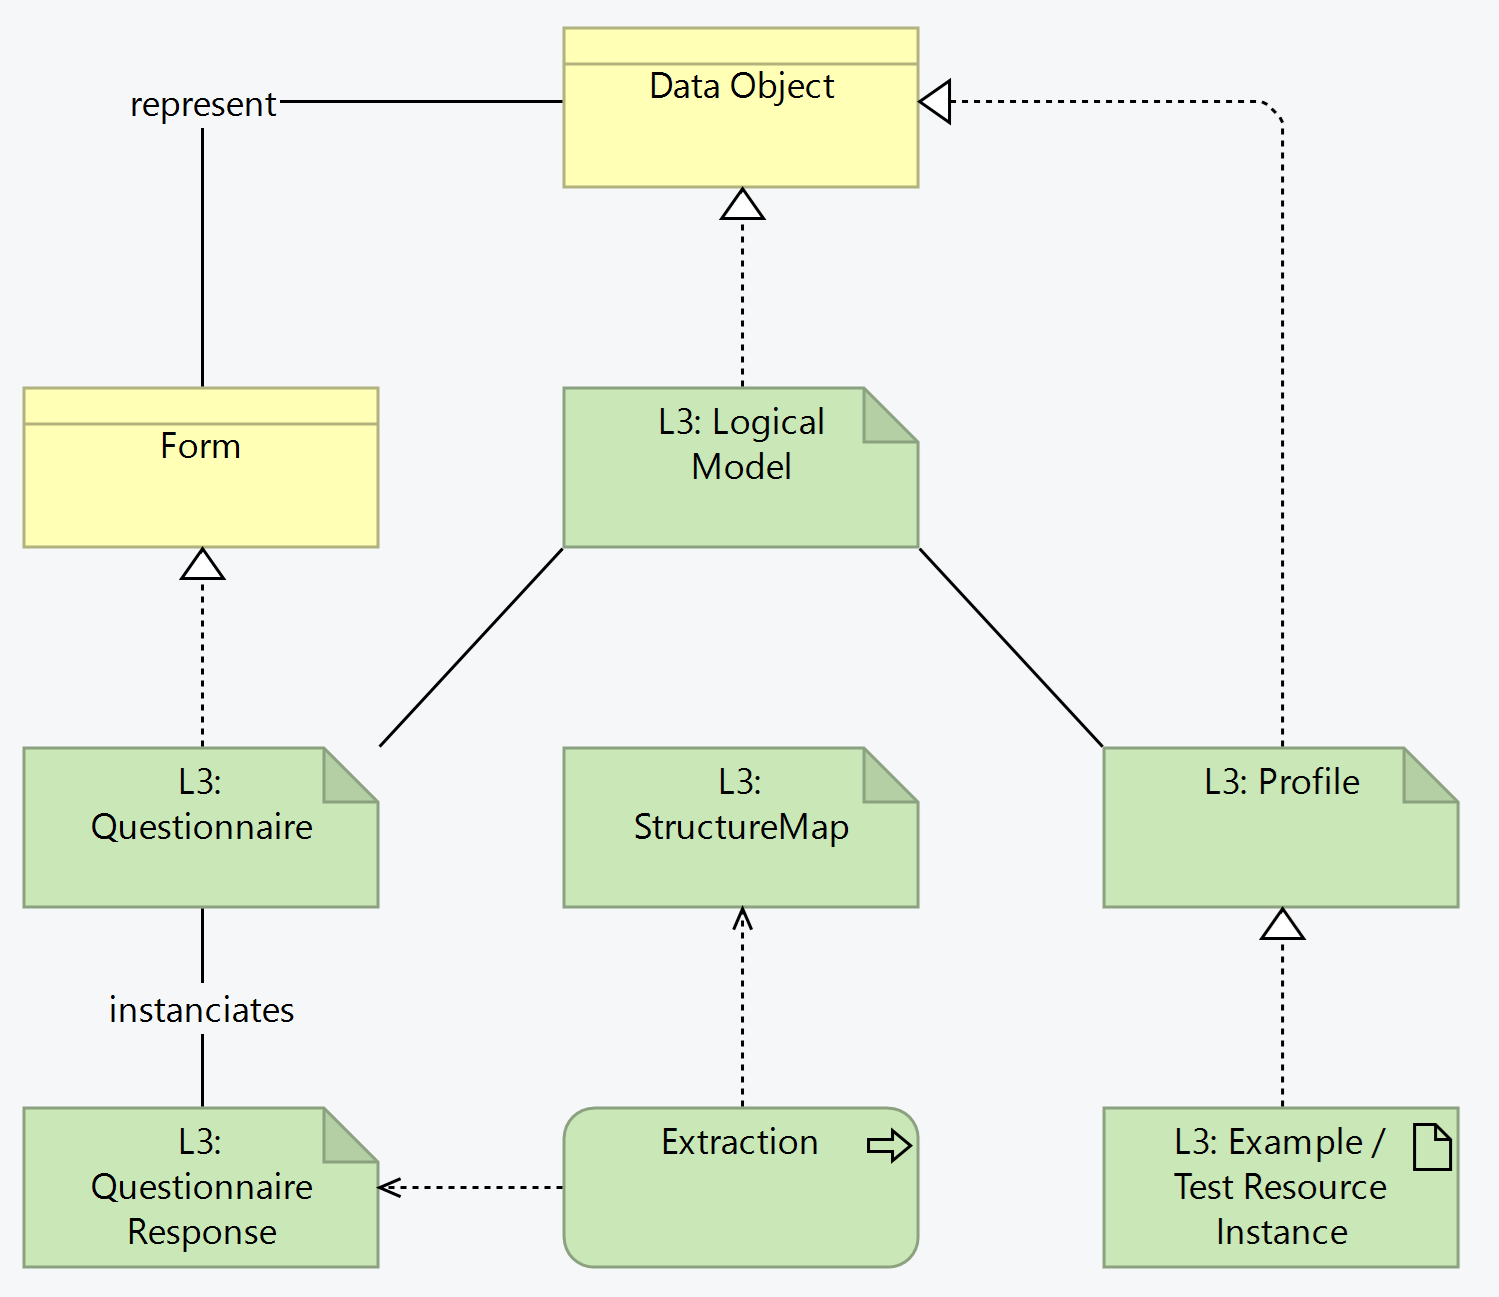 Data Object
represent
Form
L3: Logical
Model
L3:
Questionnaire
L3:
StructureMap
L3: Profile
instanciates
L3:
Questionnaire
Response
Extraction
L3: Example /
Test Resource
Instance